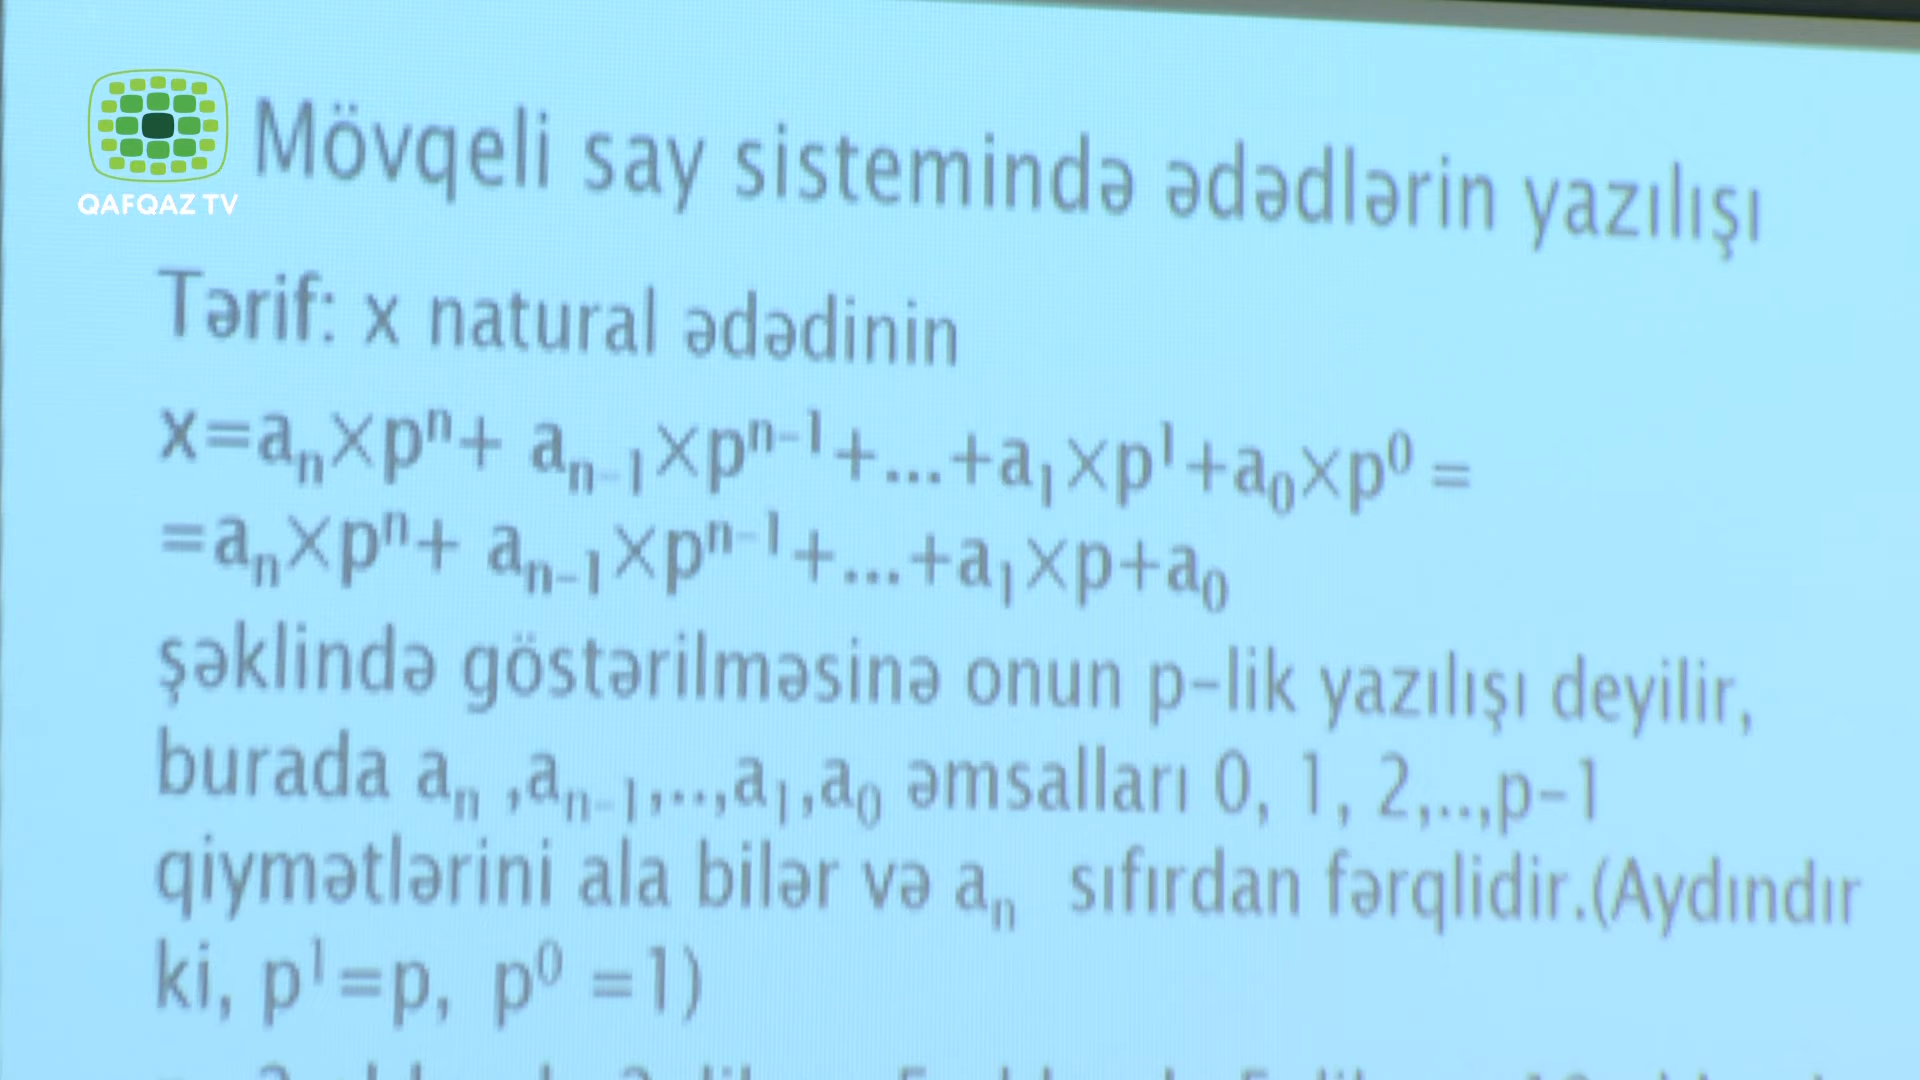 QAFQAZ TV
Mövqeli say sistemində ədədlərin yazılışı
Tərif: x natural ədədinin
x=aₙ×pⁿ+ aₙ₋₁×pⁿ⁻¹+...+a₁×p¹+a₀×p⁰ =
=aₙ×pⁿ+ aₙ₋₁×pⁿ⁻¹+...+a₁×p+a₀
şəklində göstərilməsinə onun p-lik yazılışı deyilir,
burada aₙ ,aₙ₋₁,..,a₁,a₀ əmsalları 0, 1, 2,..,p-1
qiymətlərini ala bilər və aₙ sıfırdan fərqlidir.(Aydındır
ki, p¹=p, p⁰ =1)